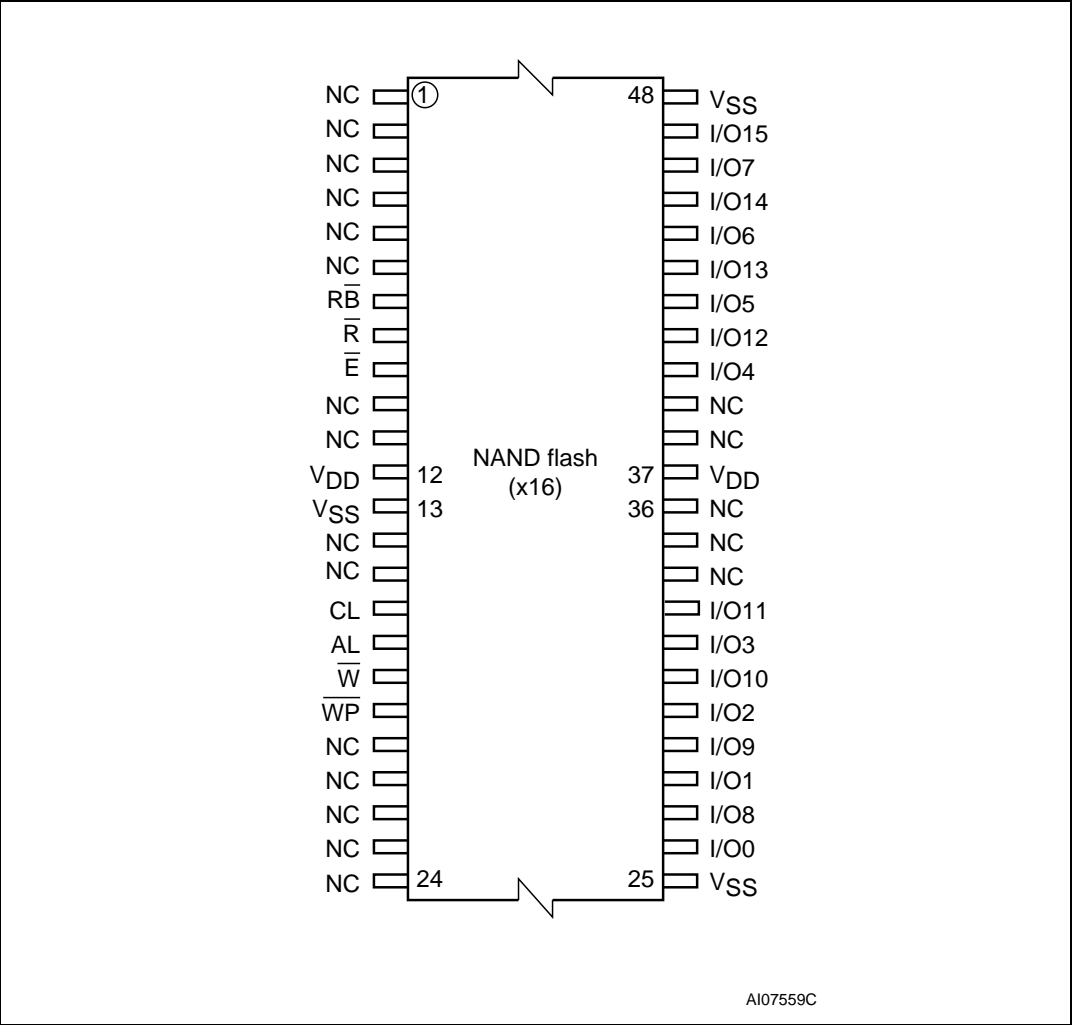 NC 1 48 VSS
NC I/O15
NC I/O7
NC I/O14
NC I/O6
NC I/O13
RB̅ I/O5
R̅ I/O12
E̅ I/O4
NC NC
NC NC
VDD 12 NAND flash 37 VDD
(x16)
VSS 13 36 NC
NC NC
NC NC
CL I/O11
AL I/O3
W̅ I/O10
W̅P̅ I/O2
NC I/O9
NC I/O1
NC I/O8
NC I/O0
NC 24 25 VSS
AI07559C